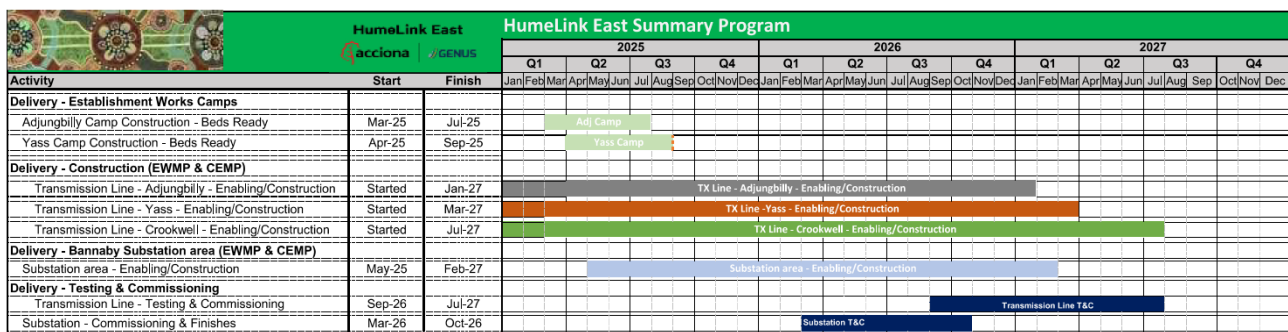 HumeLink East
acciona | GENUS
HumeLink East Summary Program
2025 2026 2027
Q1 Q2 Q3 Q4 Q1 Q2 Q3 Q4 Q1 Q2 Q3 Q4
Activity Start Finish Jan Feb Mar Apr May Jun Jul Aug Sep Oct Nov Dec Jan Feb Mar Apr May Jun Jul Aug Sep Oct Nov Dec Jan Feb Mar Apr May Jun Jul Aug Sep Oct Nov Dec
Delivery - Establishment Works Camps
Adjungbilly Camp Construction - Beds Ready Mar-25 Jul-25 Adj Camp
Yass Camp Construction - Beds Ready Apr-25 Sep-25 Yass Camp
Delivery - Construction (EWMP & CEMP)
Transmission Line - Adjungbilly - Enabling/Construction Started Jan-27 TX Line - Adjungbilly - Enabling/Construction
Transmission Line - Yass - Enabling/Construction Started Mar-27 TX Line -Yass - Enabling/Construction
Transmission Line - Crookwell - Enabling/Construction Started Jul-27 TX Line - Crookwell - Enabling/Construction
Delivery - Bannaby Substation area (EWMP & CEMP)
Substation area - Enabling/Construction May-25 Feb-27 Substation area - Enabling/Construction
Delivery - Testing & Commissioning
Transmission Line - Testing & Commissioning Sep-26 Jul-27 Transmission Line T&C
Substation - Commissioning & Finishes Mar-26 Oct-26 Substation T&C